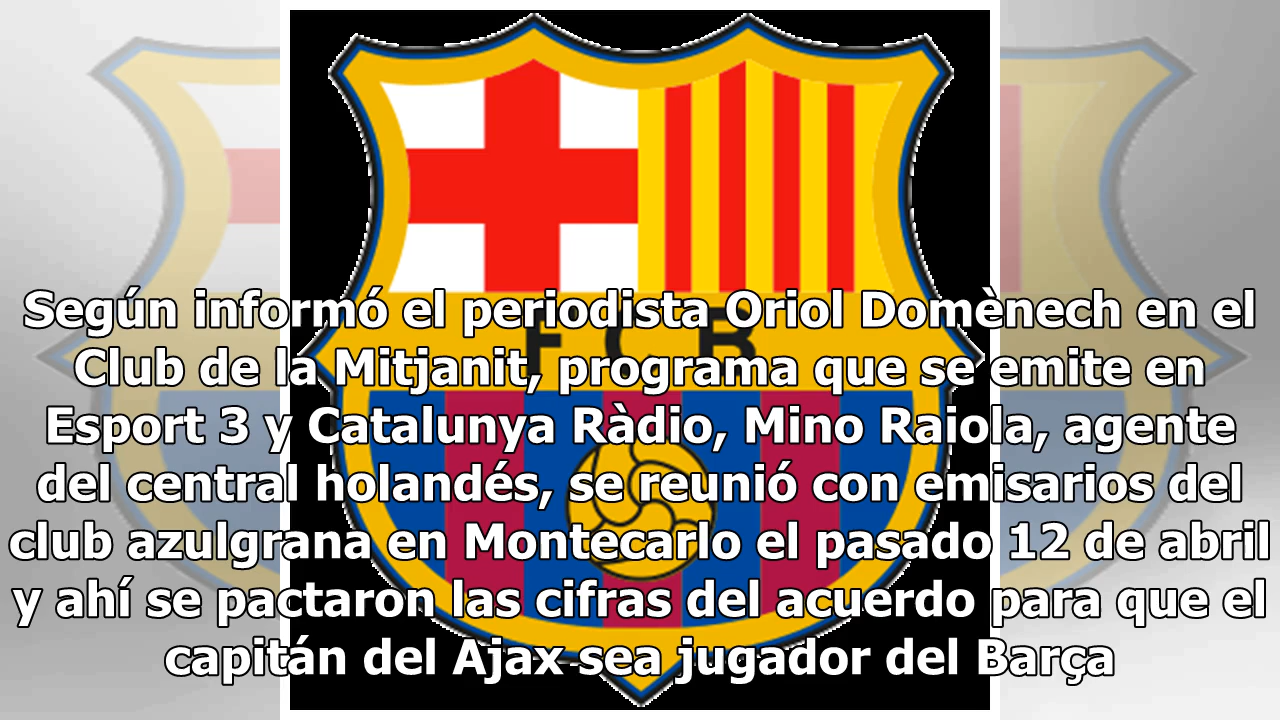 Según informó el periodista Oriol Domènech en el
Club de la Mitjanit, programa que se emite en
Esport 3 y Catalunya Ràdio, Mino Raiola, agente
del central holandés, se reunió con emisarios del
club azulgrana en Montecarlo el pasado 12 de abril
y ahí se pactaron las cifras del acuerdo para que el
capitán del Ajax sea jugador del Barça
F C B